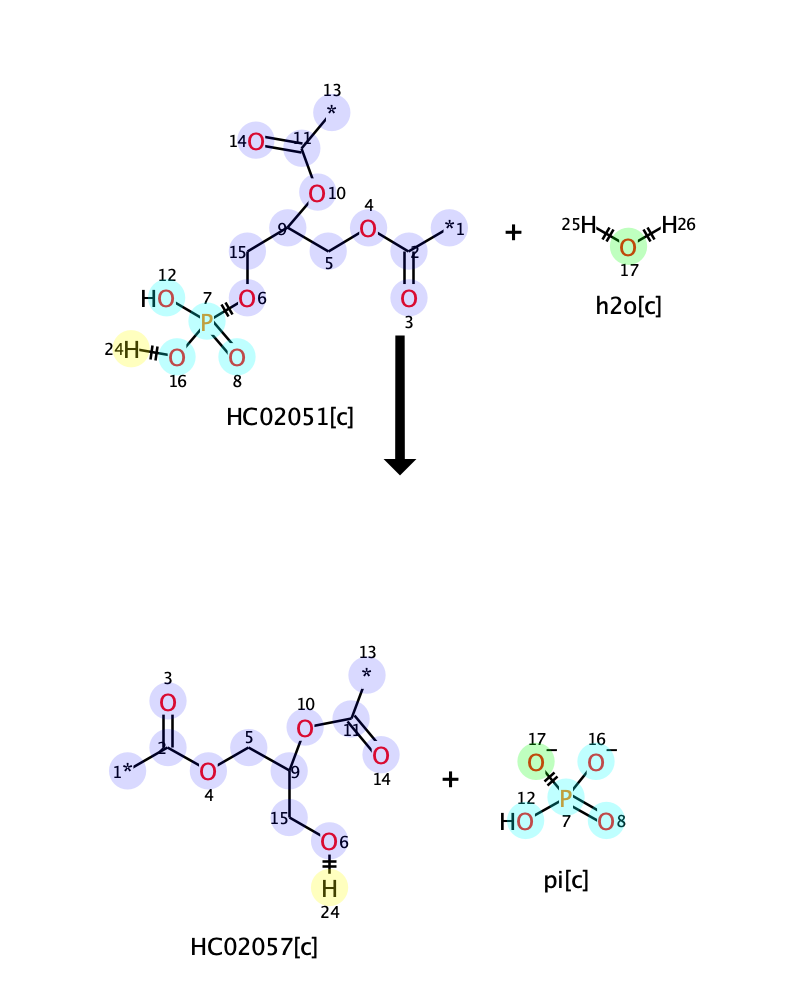 13
*
14 O 11
O 10
4
9 O *1
15 5 2
12 7
HO O 6 O
P 3
24 H O O
16 8
HC02051[c]
+
25 H H 26
O
17
h2o[c]
3
O
2
1 * O
4
5
9
10
O
11
13
*
O
14
15
O 6
H
24
HC02057[c]
+
17 16
O − O −
12
HO P O 8
7
pi[c]